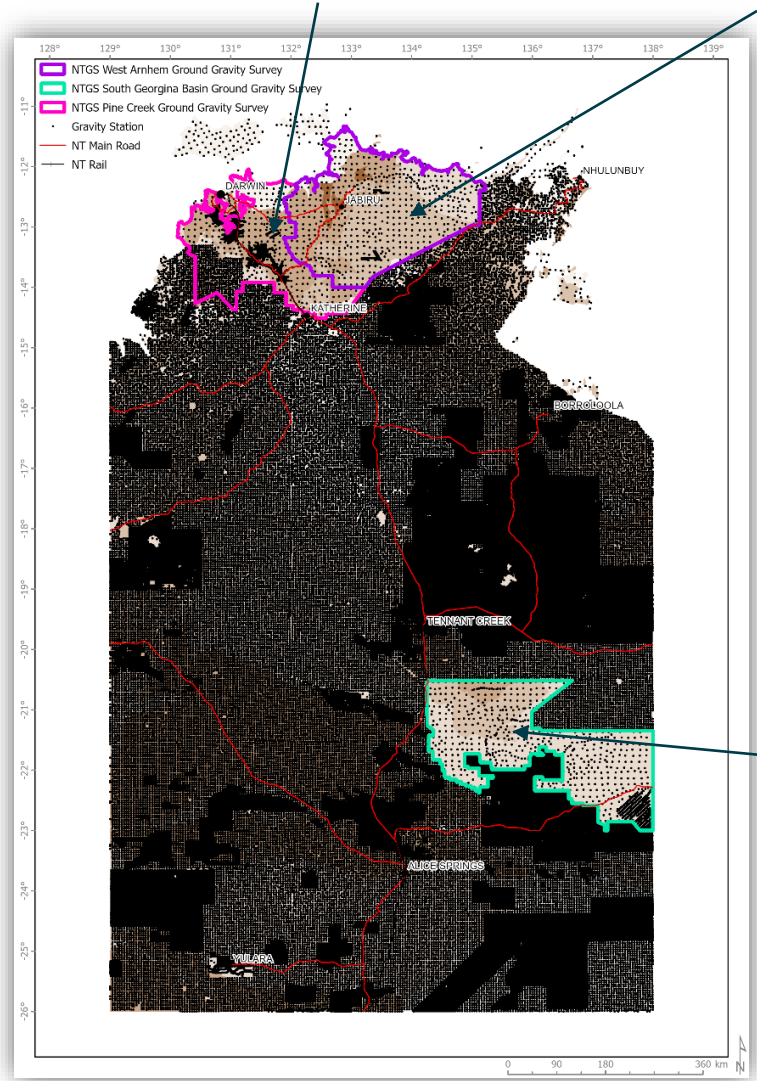 128° 129° 130° 131° 132° 133° 134° 135° 136° 137° 138° 139°
NTGS West Arnhem Ground Gravity Survey
NTGS South Georgina Basin Ground Gravity Survey
NTGS Pine Creek Ground Gravity Survey
Gravity Station
NT Main Road
NT Rail
-11°
-12°
-13°
-14°
-15°
-16°
-17°
-18°
-19°
-20°
-21°
-22°
-23°
-24°
-25°
-26°
NHULUNBUY
DARWIN
JABIRU
KATHERINE
BORROLOOLA
TENNANT CREEK
ALICE SPRINGS
YULARA
0 90 180 360 km
N